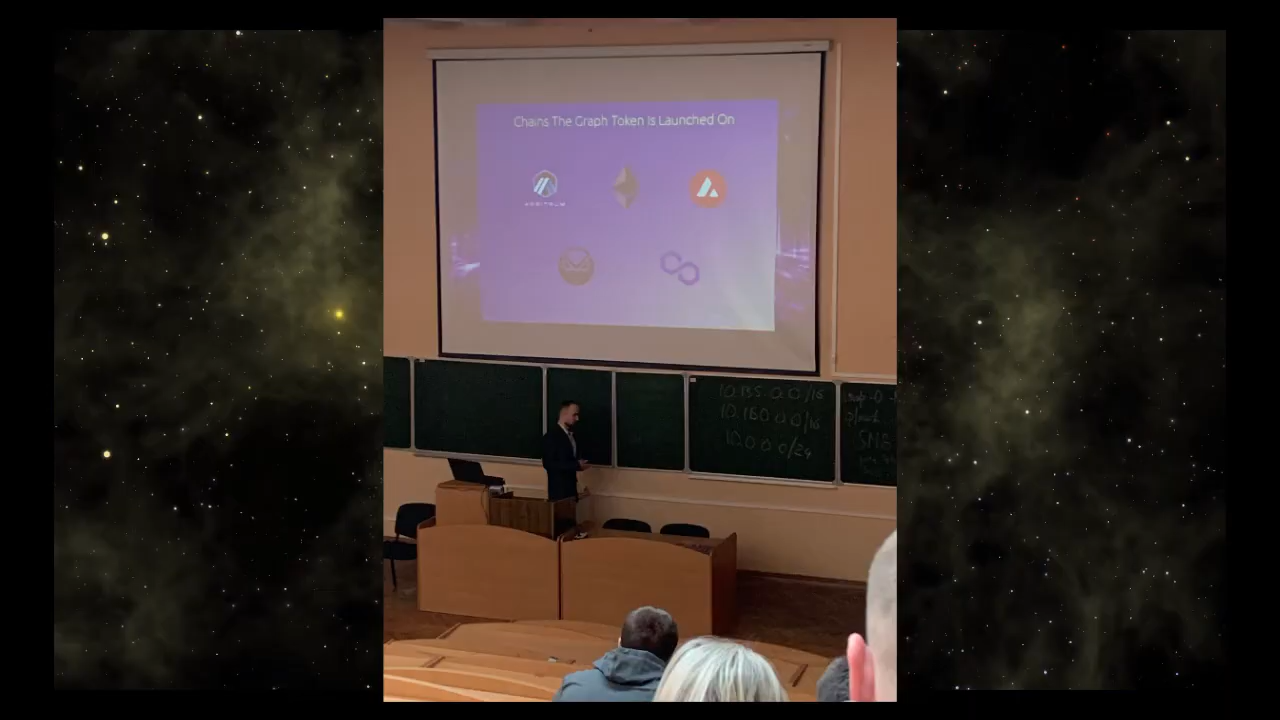 Chains The Graph Token Is Launched On
ARBITRUM
10.135.0.0/16
10.160.0.0/16
10.0.0.0/24
SMB